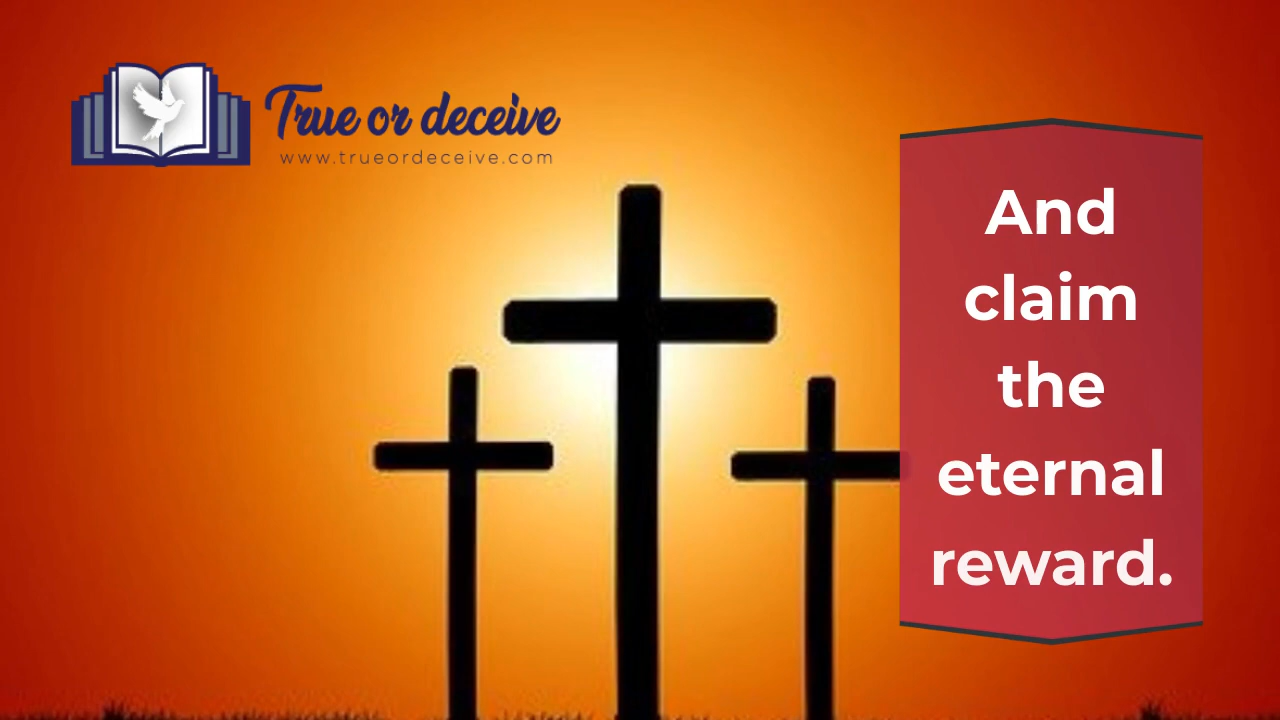 True or deceive
www.trueordeceive.com
And
claim
the
eternal
reward.